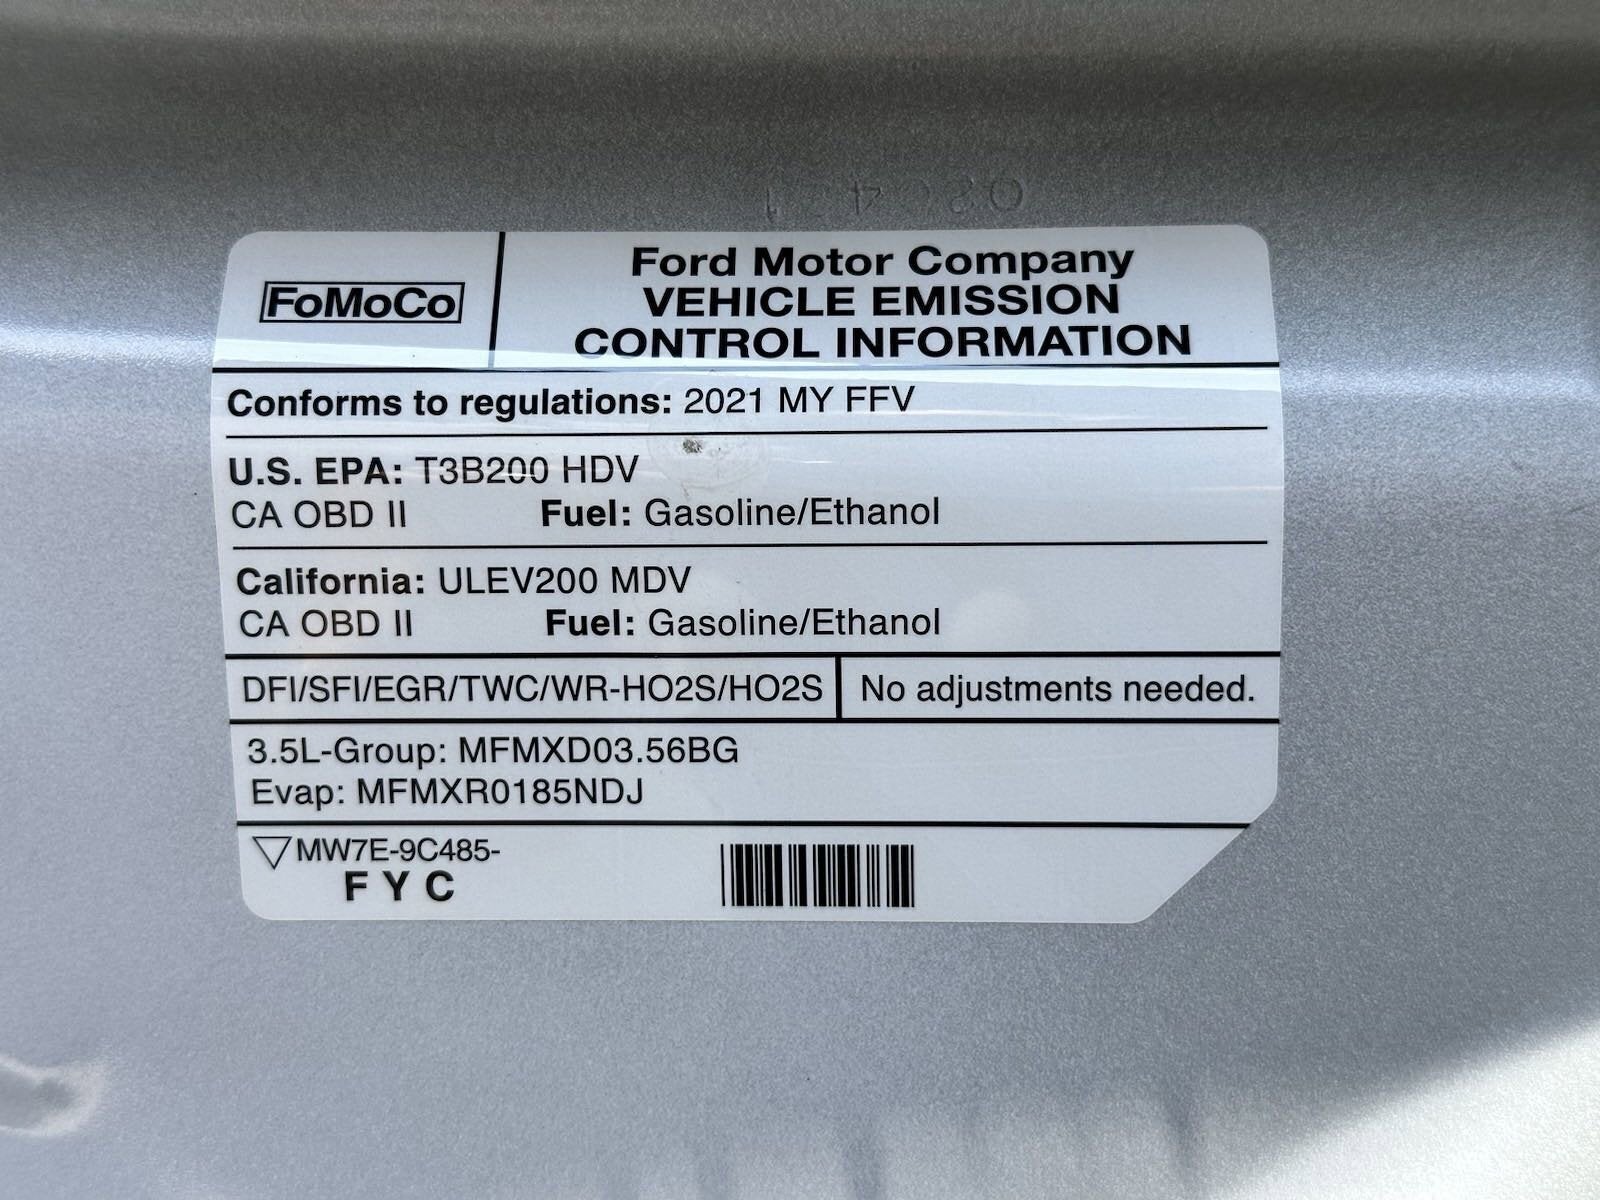 FoMoCo
Ford Motor Company
VEHICLE EMISSION
CONTROL INFORMATION
Conforms to regulations: 2021 MY FFV
U.S. EPA: T3B200 HDV
CA OBD II Fuel: Gasoline/Ethanol
California: ULEV200 MDV
CA OBD II Fuel: Gasoline/Ethanol
DFI/SFI/EGR/TWC/WR-HO2S/HO2S No adjustments needed.
3.5L-Group: MFMXD03.56BG
Evap: MFMXR0185NDJ
MW7E-9C485-
F Y C